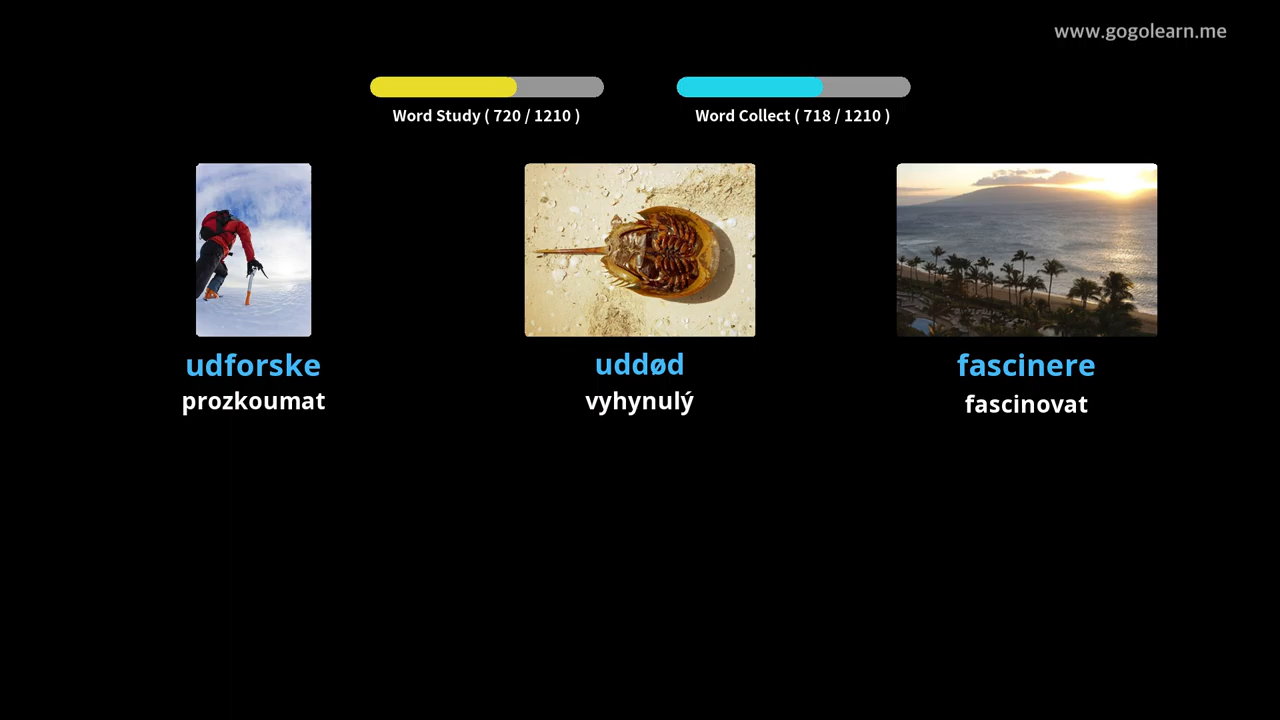 www.gogolearn.me
Word Study ( 720 / 1210 )
Word Collect ( 718 / 1210 )
udforske
prozkoumat
uddød
vyhynulý
fascinere
fascinovat